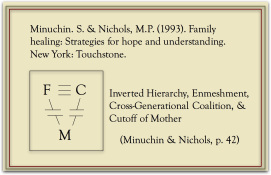 Minuchin. S. & Nichols, M.P. (1993). Family
healing: Strategies for hope and understanding.
New York: Touchstone.
F C
M
Inverted Hierarchy, Enmeshment,
Cross-Generational Coalition, &
Cutoff of Mother
(Minuchin & Nichols, p. 42)